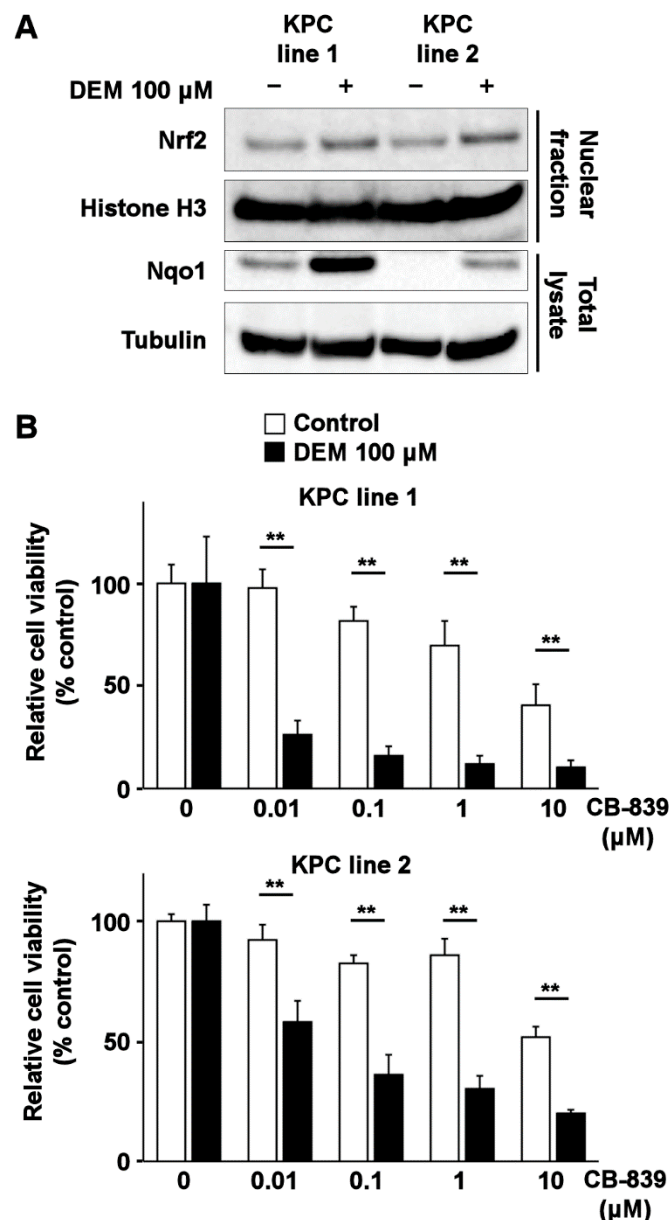 A
KPC line 1
KPC line 2
DEM 100 µM − + − +
Nrf2
Histone H3
Nuclear fraction
Nqo1
Tubulin
Total lysate
B
Control
DEM 100 µM
KPC line 1
Relative cell viability (% control)
100
50
0
** ** ** **
0 0.01 0.1 1 10 CB-839 (µM)
KPC line 2
Relative cell viability (% control)
100
50
0
** ** ** **
0 0.01 0.1 1 10 CB-839 (µM)